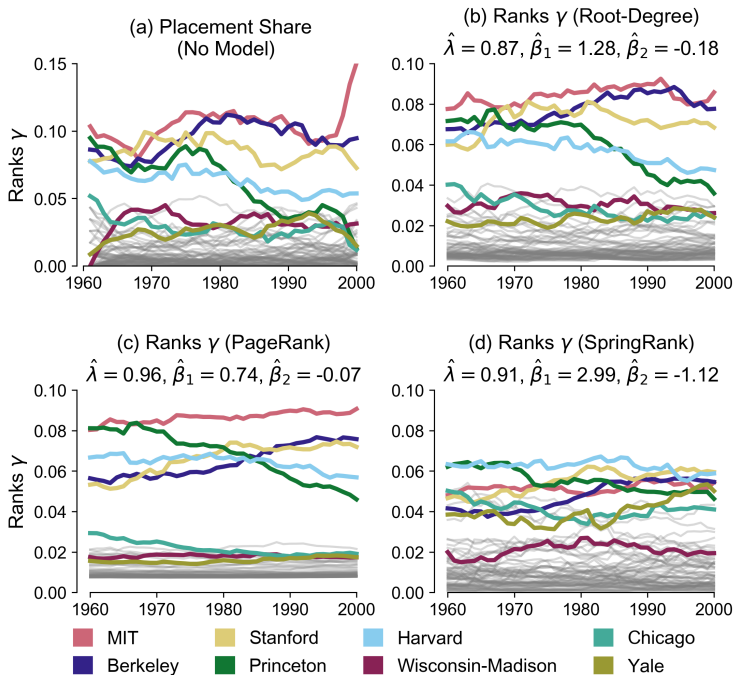 (a) Placement Share
(No Model)
(b) Ranks γ (Root-Degree)
λ̂ = 0.87, β̂₁ = 1.28, β̂₂ = -0.18
Ranks γ
0.15
0.10
0.05
0.00
1960 1970 1980 1990 2000
0.10
0.08
0.06
0.04
0.02
0.00
1960 1970 1980 1990 2000
(c) Ranks γ (PageRank)
λ̂ = 0.96, β̂₁ = 0.74, β̂₂ = -0.07
(d) Ranks γ (SpringRank)
λ̂ = 0.91, β̂₁ = 2.99, β̂₂ = -1.12
Ranks γ
0.10
0.08
0.06
0.04
0.02
0.00
1960 1970 1980 1990 2000
0.10
0.08
0.06
0.04
0.02
0.00
1960 1970 1980 1990 2000
MIT Stanford Harvard Chicago
Berkeley Princeton Wisconsin-Madison Yale